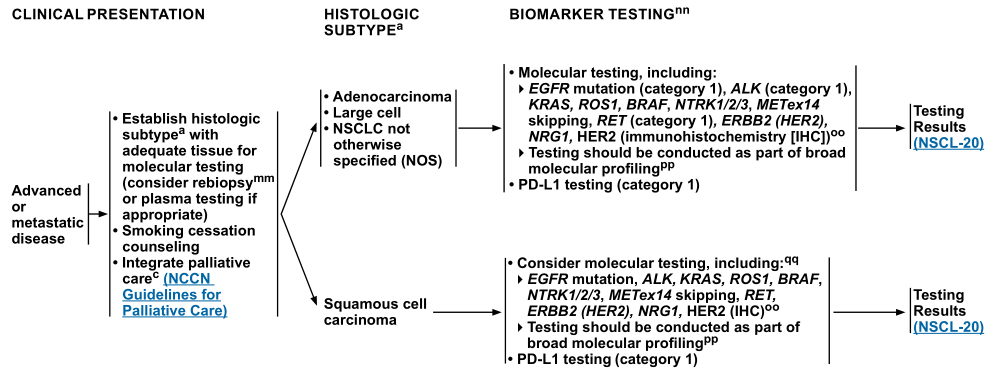 CLINICAL PRESENTATION
HISTOLOGIC
SUBTYPEᵃ
BIOMARKER TESTINGⁿⁿ
Advanced
or
metastatic
disease
• Establish histologic
subtypeᵃ with
adequate tissue for
molecular testing
(consider rebiopsyᵐᵐ
or plasma testing if
appropriate)
• Smoking cessation
counseling
• Integrate palliative
careᶜ (NCCN
Guidelines for
Palliative Care)
• Adenocarcinoma
• Large cell
• NSCLC not
otherwise
specified (NOS)
• Molecular testing, including:
▸ EGFR mutation (category 1), ALK (category 1),
KRAS, ROS1, BRAF, NTRK1/2/3, METex14
skipping, RET (category 1), ERBB2 (HER2),
NRG1, HER2 (immunohistochemistry [IHC])ᵒᵒ
▸ Testing should be conducted as part of broad
molecular profilingᵖᵖ
• PD-L1 testing (category 1)
Testing
Results
(NSCL-20)
Squamous cell
carcinoma
• Consider molecular testing, including:qq
▸ EGFR mutation, ALK, KRAS, ROS1, BRAF,
NTRK1/2/3, METex14 skipping, RET,
ERBB2 (HER2), NRG1, HER2 (IHC)ᵒᵒ
▸ Testing should be conducted as part of
broad molecular profilingᵖᵖ
• PD-L1 testing (category 1)
Testing
Results
(NSCL-20)